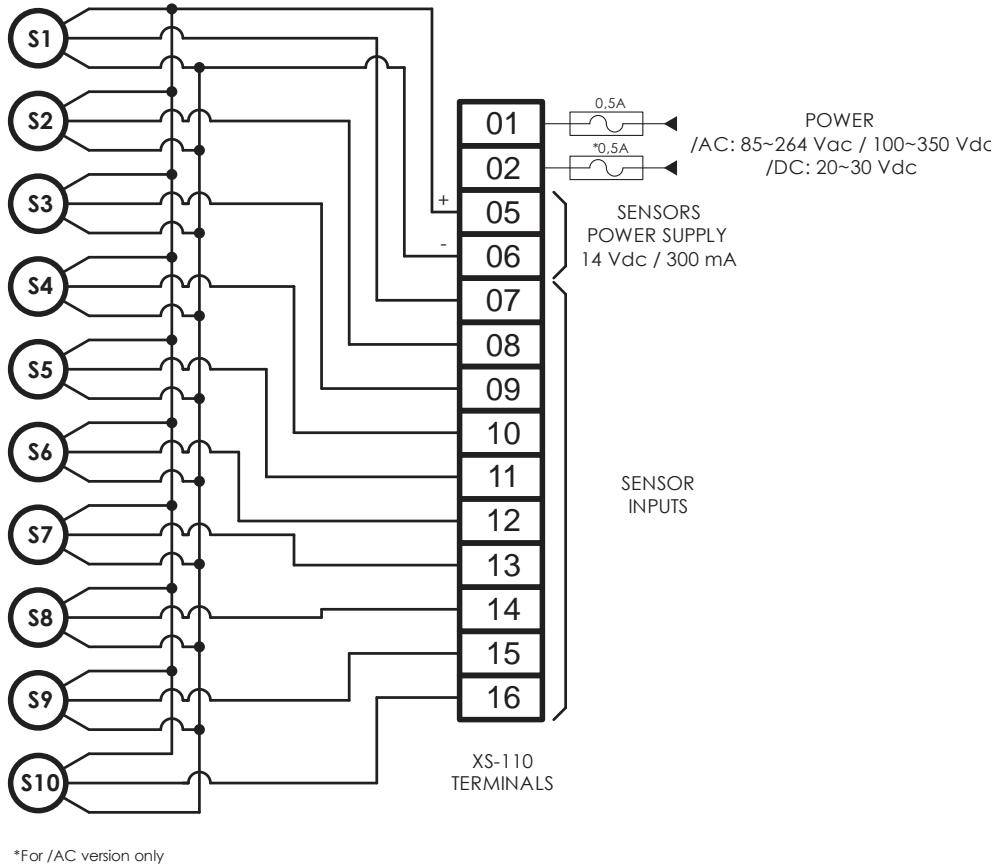 S1
S2
S3
S4
S5
S6
S7
S8
S9
S10
+
-
01
02
05
06
07
08
09
10
11
12
13
14
15
16
0,5A
*0,5A
POWER
/AC: 85~264 Vac / 100~350 Vdc
/DC: 20~30 Vdc
SENSORS
POWER SUPPLY
14 Vdc / 300 mA
SENSOR
INPUTS
XS-110
TERMINALS
*For /AC version only